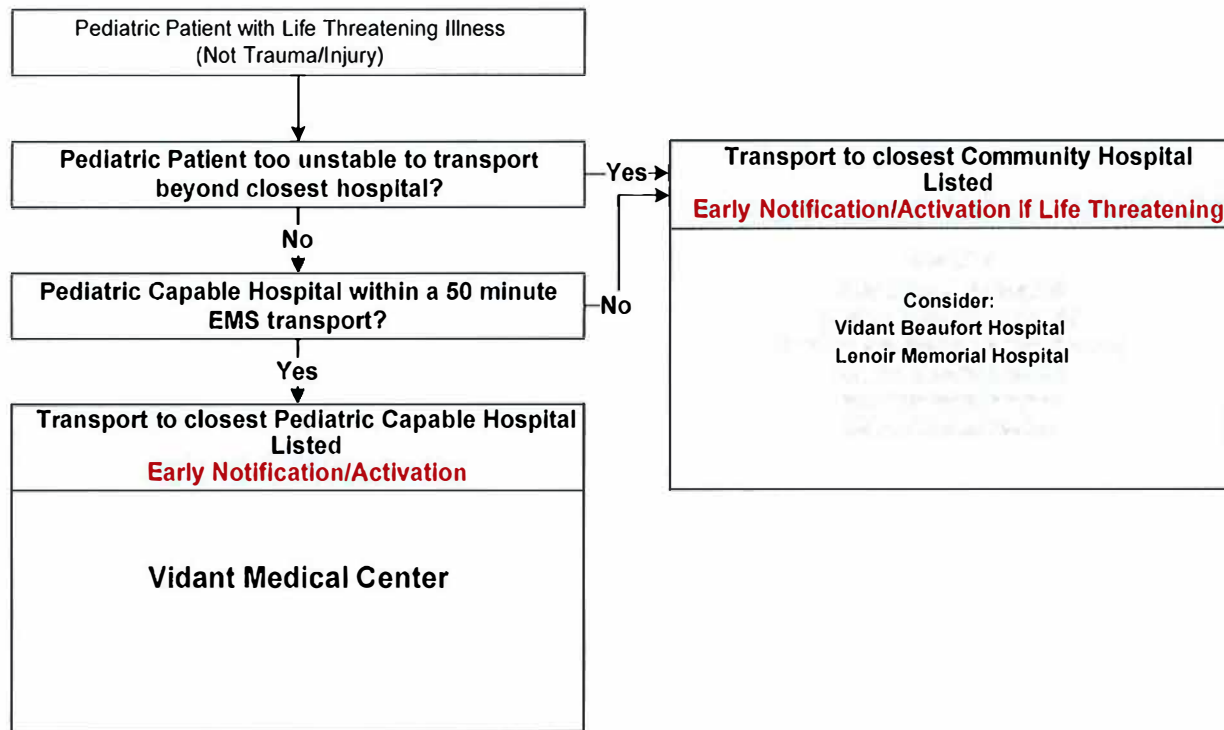 Pediatric Patient with Life Threatening Illness
(Not Trauma/Injury)
Pediatric Patient too unstable to transport
beyond closest hospital?
Yes
Transport to closest Community Hospital
Listed
Early Notification/Activation If Life Threatening
No
Pediatric Capable Hospital within a 50 minute
EMS transport?
No
Consider:
Vidant Beaufort Hospital
Lenoir Memorial Hospital
Yes
Transport to closest Pediatric Capable Hospital
Listed
Early Notification/Activation
Vidant Medical Center